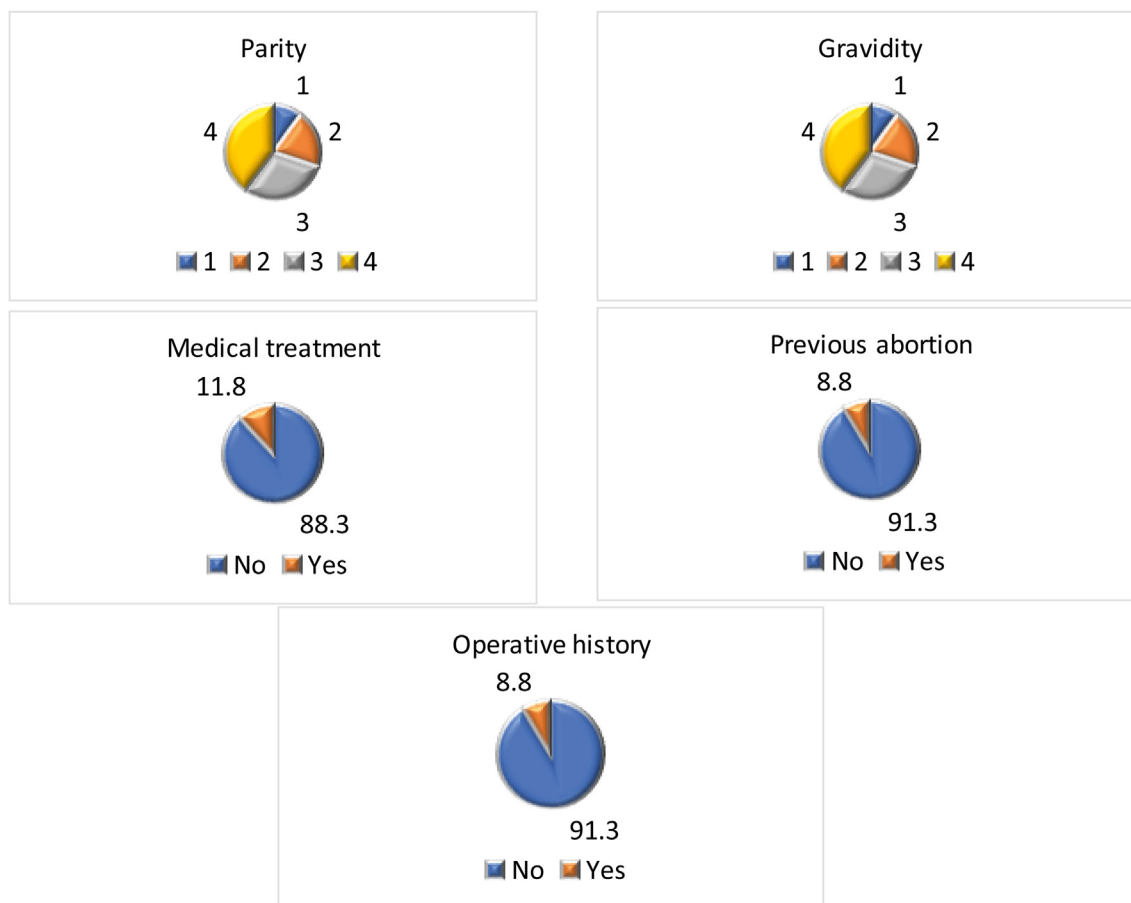 Parity
1
4
2
3
1 2 3 4
Gravidity
1
4
2
3
1 2 3 4
Medical treatment
11.8
88.3
No Yes
Previous abortion
8.8
91.3
No Yes
Operative history
8.8
91.3
No Yes